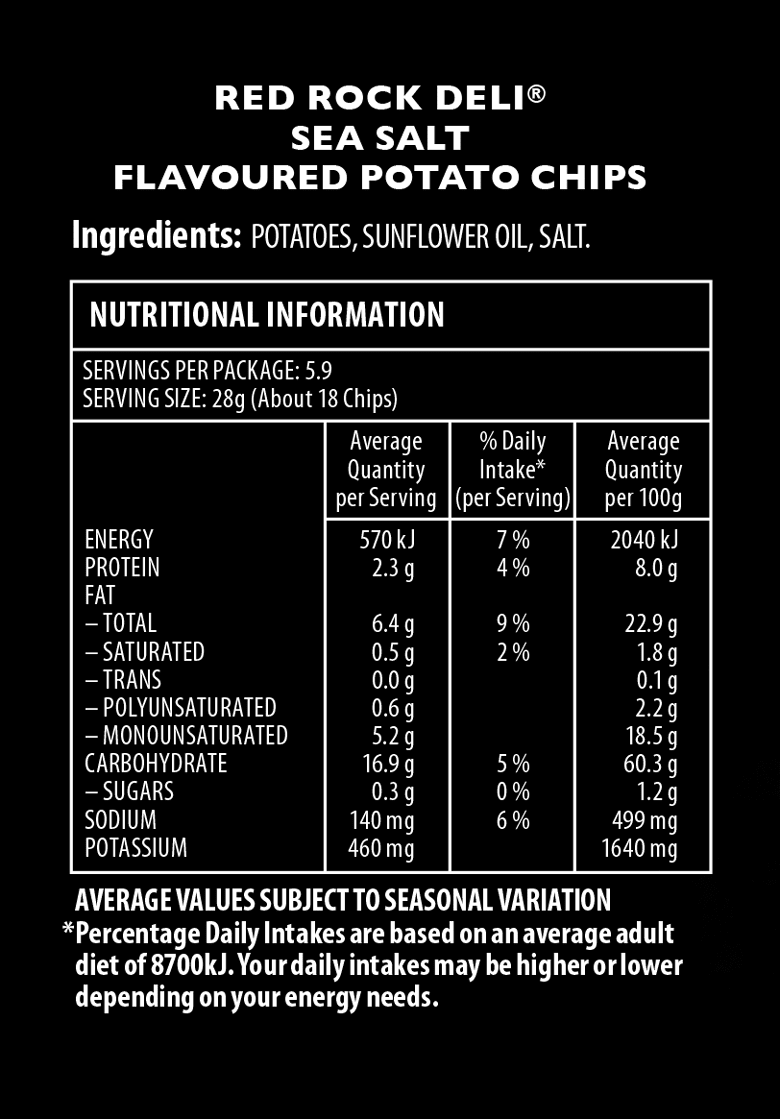 RED ROCK DELI®
SEA SALT
FLAVOURED POTATO CHIPS
Ingredients: POTATOES, SUNFLOWER OIL, SALT.
NUTRITIONAL INFORMATION
SERVINGS PER PACKAGE: 5.9
SERVING SIZE: 28g (About 18 Chips)
Average Quantity per Serving % Daily Intake* (per Serving) Average Quantity per 100g
ENERGY 570 kJ 7 % 2040 kJ
PROTEIN 2.3 g 4 % 8.0 g
FAT
– TOTAL 6.4 g 9 % 22.9 g
– SATURATED 0.5 g 2 % 1.8 g
– TRANS 0.0 g 0.1 g
– POLYUNSATURATED 0.6 g 2.2 g
– MONOUNSATURATED 5.2 g 18.5 g
CARBOHYDRATE 16.9 g 5 % 60.3 g
– SUGARS 0.3 g 0 % 1.2 g
SODIUM 140 mg 6 % 499 mg
POTASSIUM 460 mg 1640 mg
AVERAGE VALUES SUBJECT TO SEASONAL VARIATION
*Percentage Daily Intakes are based on an average adult
diet of 8700kJ. Your daily intakes may be higher or lower
depending on your energy needs.